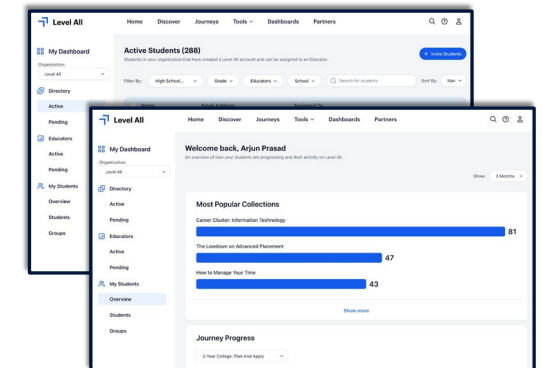 Level All
Home Discover Journeys Tools Dashboards Partners
My Dashboard
Organization:
Level All
Directory
Active
Pending
Educators
Active
Pending
My Students
Overview
Students
Groups
Active Students (288)
Students in your organization that have created a Level All account and can be assigned to an Educator.
+ Invite Students
Filter By: High School... Grade Educators School Search for students Sort By: Nam
Name Email Address Assigned To
Level All
Home Discover Journeys Tools Dashboards Partners
My Dashboard
Organization:
Level All
Directory
Active
Pending
Educators
Active
Pending
My Students
Overview
Students
Groups
Welcome back, Arjun Prasad
An overview of how your students are progressing and their activity on Level All.
Show: 3 Months
Most Popular Collections
Career Cluster: Information Technology
81
The Lowdown on Advanced Placement
47
How to Manage Your Time
43
Show more
Journey Progress
2-Year College: Plan And Apply